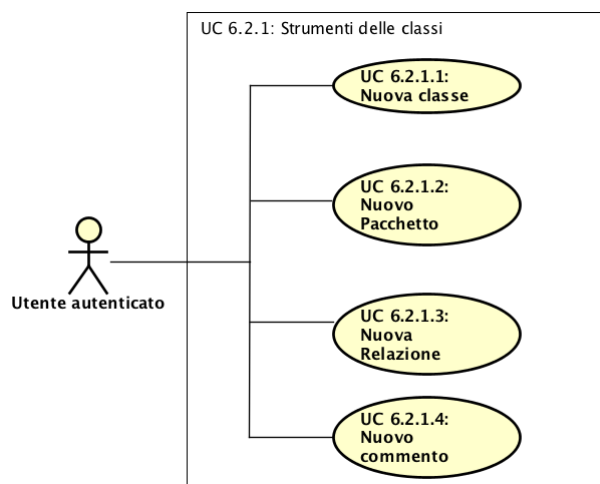 UC 6.2.1: Strumenti delle classi
UC 6.2.1.1:
Nuova classe
UC 6.2.1.2:
Nuovo
Pacchetto
Utente autenticato
UC 6.2.1.3:
Nuova
Relazione
UC 6.2.1.4:
Nuovo
commento